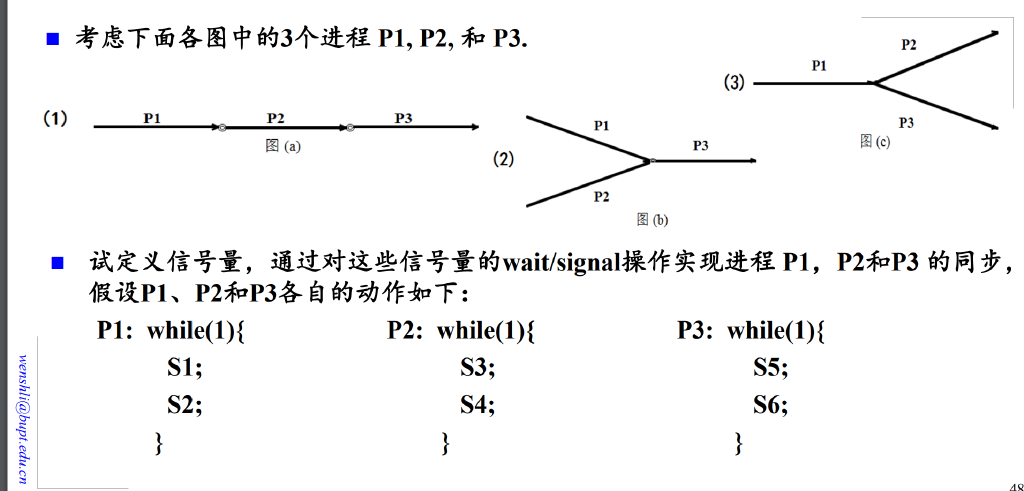 ■ 考虑下面各图中的3个进程 P1, P2, 和 P3.
(1) P1 P2 P3
图 (a)
(2) P1 P2 P3
图 (b)
(3) P1 P2 P3
图 (c)
■ 试定义信号量，通过对这些信号量的wait/signal操作实现进程 P1，P2和P3 的同步，
假设P1、P2和P3各自的动作如下：
P1: while(1){ P2: while(1){ P3: while(1){
S1; S3; S5;
S2; S4; S6;
} } }
wenshli@bupt.edu.cn
48